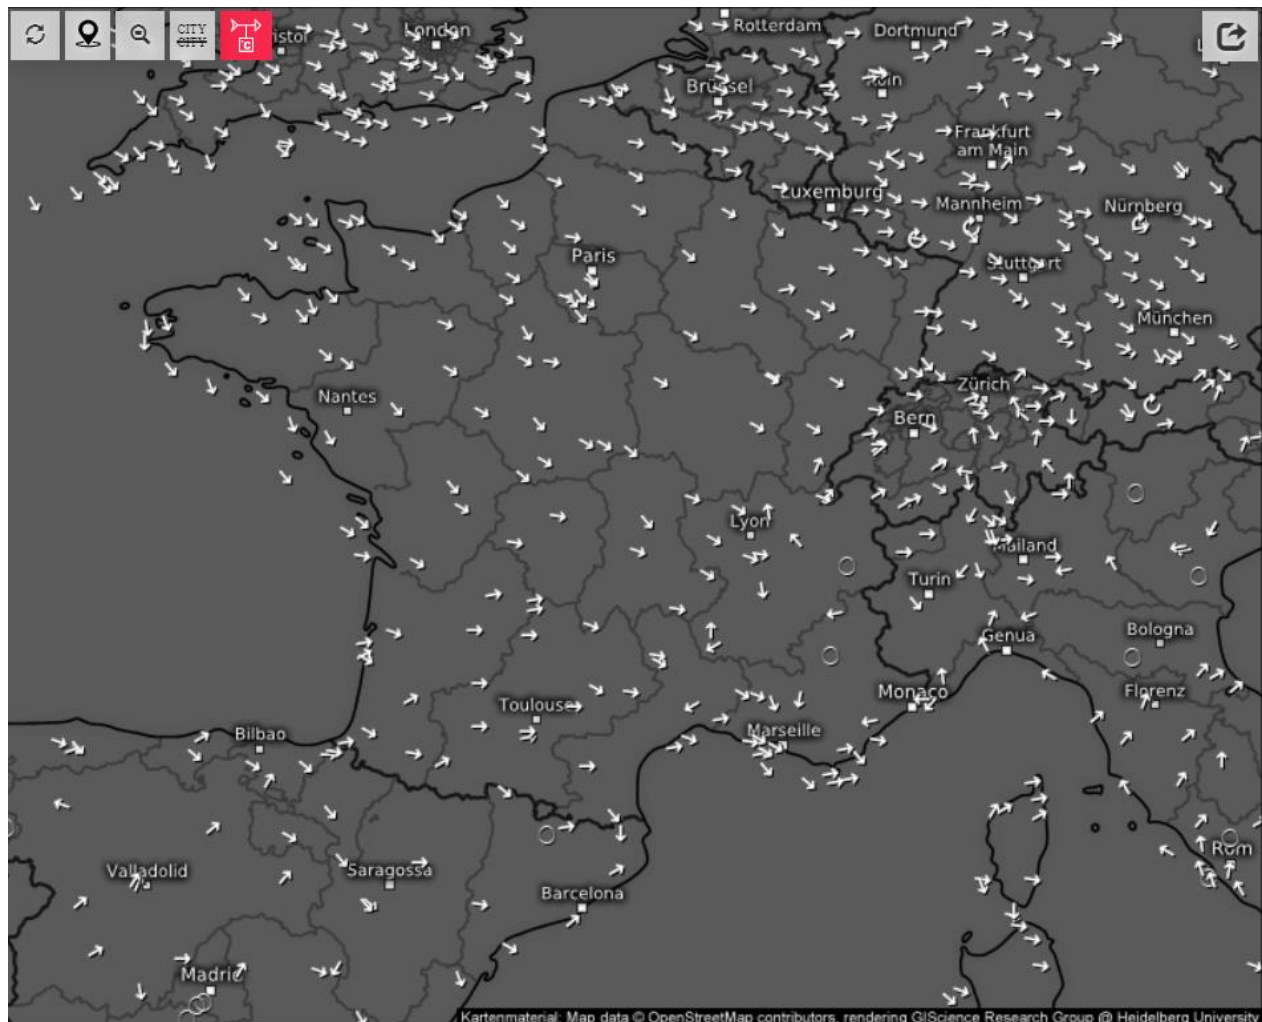 CITY
CITY
C
London
Rotterdam
Dortmund
Brüssel
Köln
Frankfurt
am Main
Luxemburg
Mannheim
Nürnberg
Paris
Stuttgart
München
Nantes
Zürich
Bern
Lyon
Mailand
Turin
Genua
Bologna
Toulouse
Monaco
Florenz
Bilbao
Marseille
Valladolid
Saragossa
Rom
Barcelona
Madrid
Kartenmaterial: Map data © OpenStreetMap contributors, rendering GIScience Research Group @ Heidelberg University